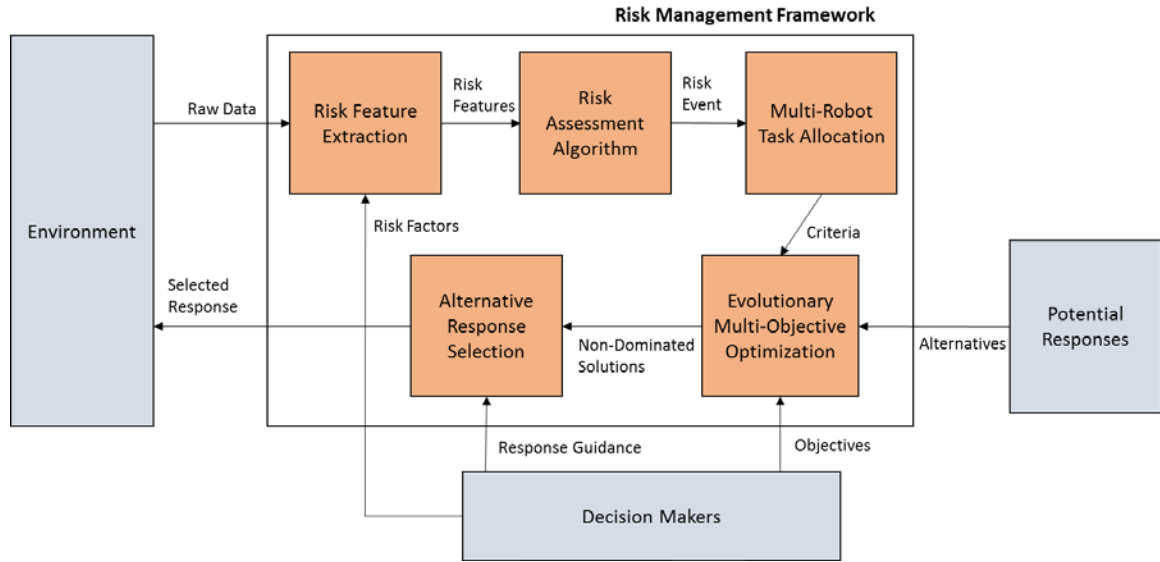 Risk Management Framework
Raw Data
Risk Feature
Extraction
Risk
Features
Risk
Assessment
Algorithm
Risk
Event
Multi-Robot
Task Allocation
Environment
Risk Factors
Criteria
Selected
Response
Alternative
Response
Selection
Non-Dominated
Solutions
Evolutionary
Multi-Objective
Optimization
Alternatives
Potential
Responses
Response Guidance
Objectives
Decision Makers